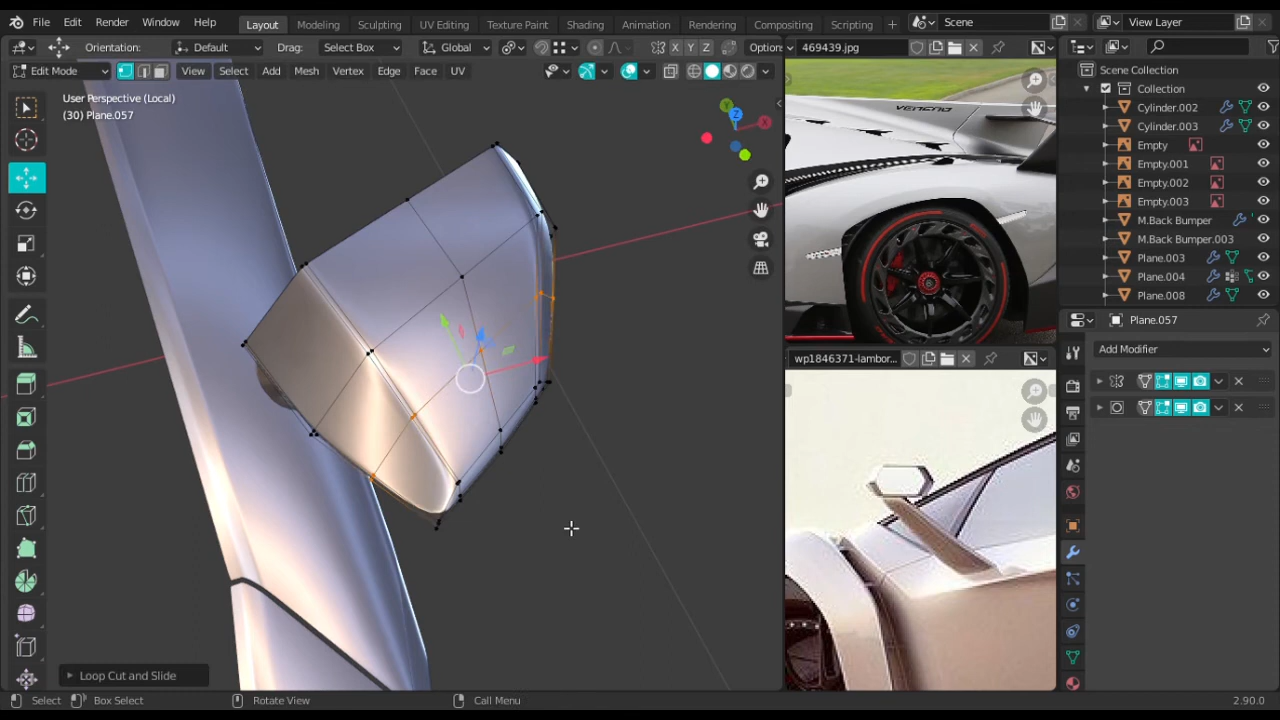 File Edit Render Window Help Layout Modeling Sculpting UV Editing Texture Paint Shading Animation Rendering Compositing Scripting + Scene View Layer
Orientation: Default Drag: Select Box Global X Y Z Options 469439.jpg
Edit Mode View Select Add Mesh Vertex Edge Face UV
User Perspective (Local)
(30) Plane.057
Y
Z
X
VENENO
Scene Collection
Collection
Cylinder.002
Cylinder.003
Empty
Empty.001
Empty.002
Empty.003
M.Back Bumper
M.Back Bumper.003
Plane.003
Plane.004
Plane.008
Plane.057
Add Modifier
wp1846371-lambor...
Loop Cut and Slide
Select Box Select Rotate View Call Menu 2.90.0